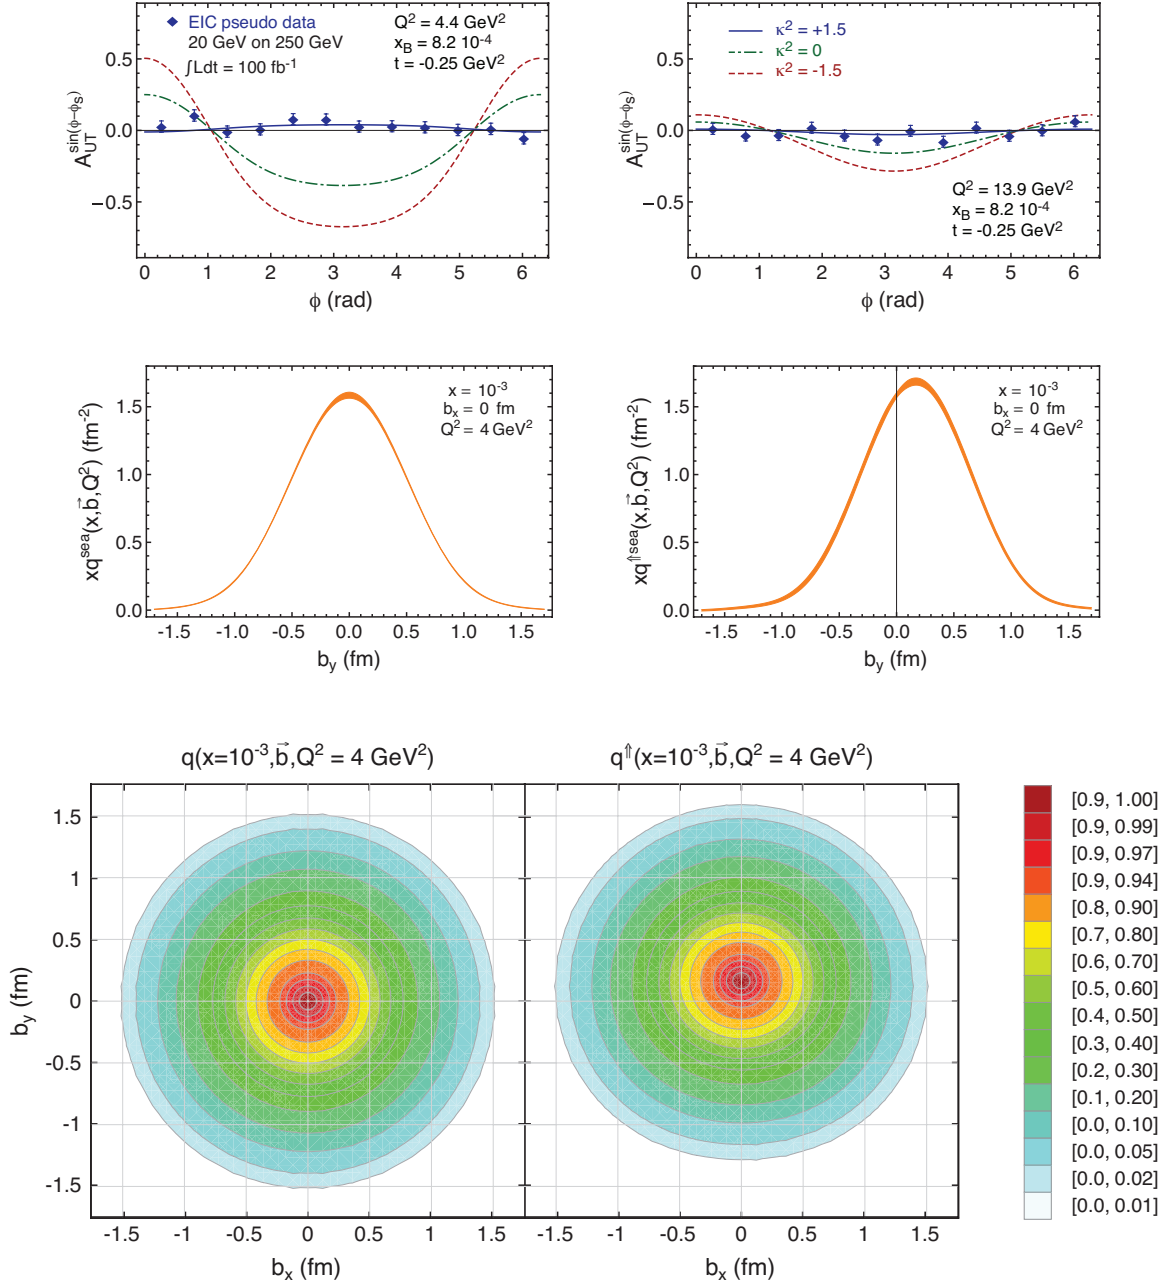 EIC pseudo data
20 GeV on 250 GeV
∫Ldt = 100 fb⁻¹
Q² = 4.4 GeV²
x_B = 8.2 10⁻⁴
t = -0.25 GeV²
A_UT^sin(ϕ−ϕ_S)
0.5
0.0
−0.5
0 1 2 3 4 5 6
ϕ (rad)
κ² = +1.5
κ² = 0
κ² = -1.5
Q² = 13.9 GeV²
x_B = 8.2 10⁻⁴
t = -0.25 GeV²
A_UT^sin(ϕ−ϕ_S)
0.5
0.0
−0.5
0 1 2 3 4 5 6
ϕ (rad)
x = 10⁻³
b_x = 0 fm
Q² = 4 GeV²
xq^sea(x,b⃗,Q²) (fm⁻²)
1.5
1.0
0.5
0.0
-1.5 -1.0 -0.5 0.0 0.5 1.0 1.5
b_y (fm)
x = 10⁻³
b_x = 0 fm
Q² = 4 GeV²
xq^⇑sea(x,b⃗,Q²) (fm⁻²)
1.5
1.0
0.5
0.0
-1.5 -1.0 -0.5 0.0 0.5 1.0 1.5
b_y (fm)
q(x=10⁻³,b⃗,Q² = 4 GeV²)
q^⇑(x=10⁻³,b⃗,Q² = 4 GeV²)
b_y (fm)
1.5
1
0.5
0
-0.5
-1
-1.5
-1.5 -1 -0.5 0 0.5 1 1.5
b_x (fm)
-1.5 -1 -0.5 0 0.5 1 1.5
b_x (fm)
[0.9, 1.00]
[0.9, 0.99]
[0.9, 0.97]
[0.9, 0.94]
[0.8, 0.90]
[0.7, 0.80]
[0.6, 0.70]
[0.5, 0.60]
[0.4, 0.50]
[0.3, 0.40]
[0.2, 0.30]
[0.1, 0.20]
[0.0, 0.10]
[0.0, 0.05]
[0.0, 0.02]
[0.0, 0.01]